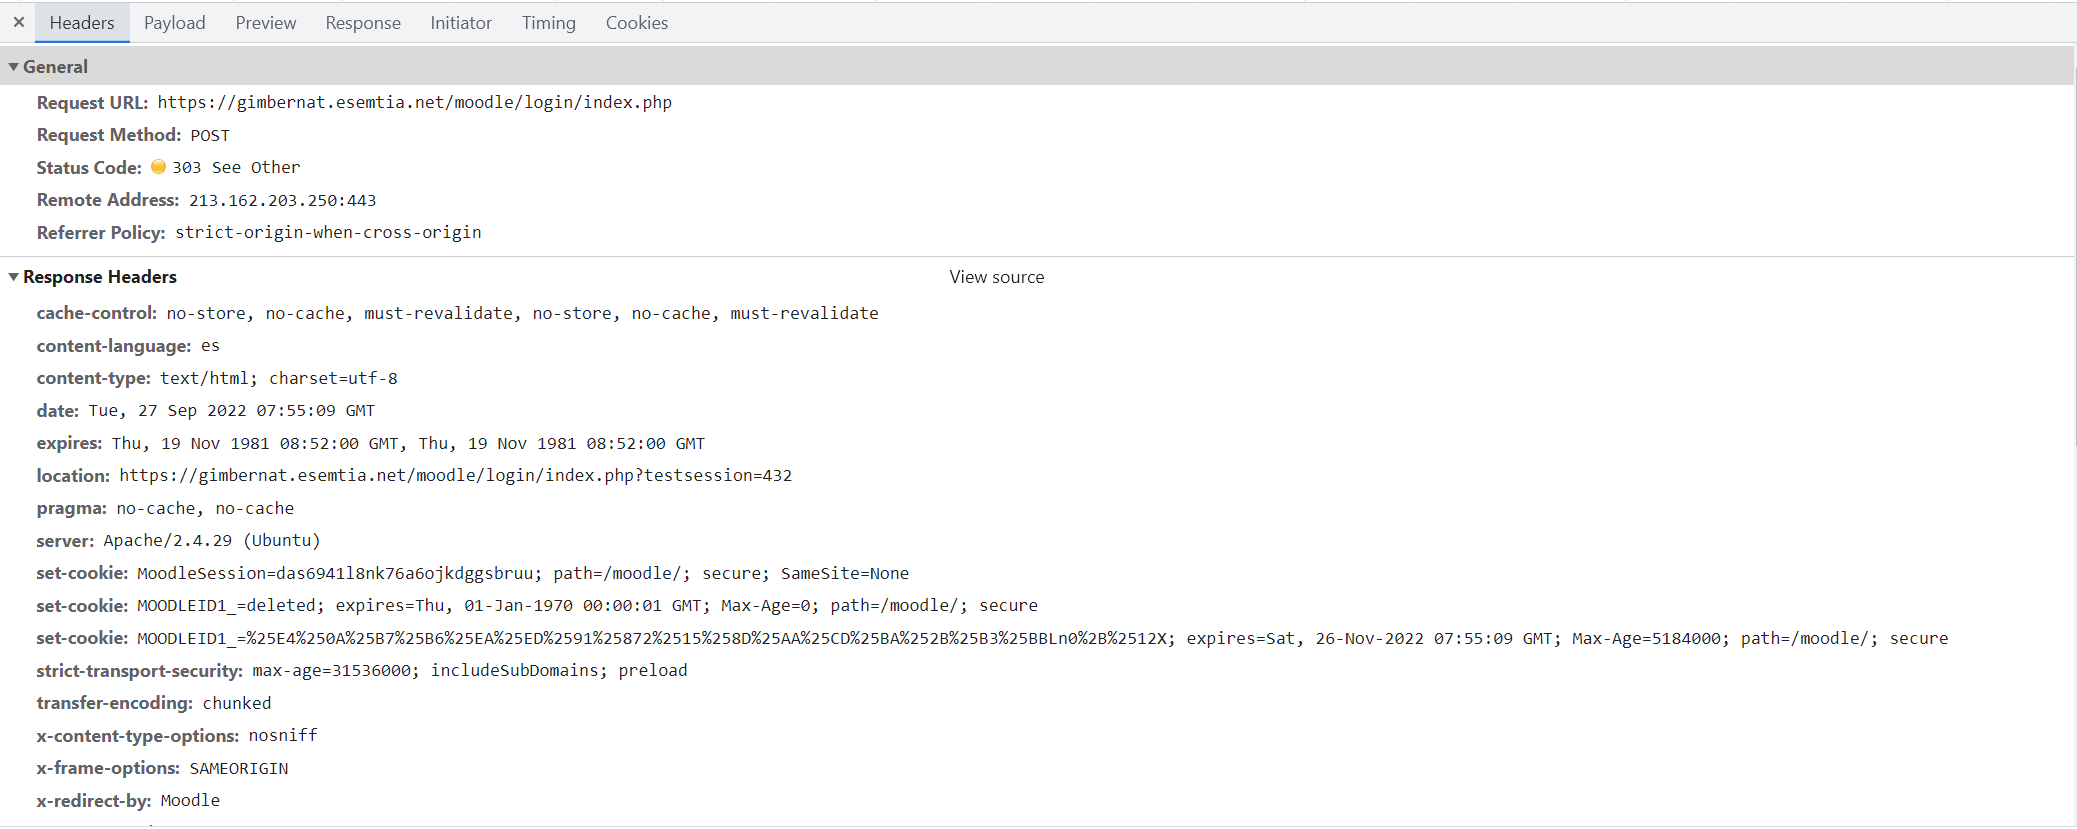 × Headers Payload Preview Response Initiator Timing Cookies
General
Request URL: https://gimbernat.esemtia.net/moodle/login/index.php
Request Method: POST
Status Code: 303 See Other
Remote Address: 213.162.203.250:443
Referrer Policy: strict-origin-when-cross-origin
Response Headers View source
cache-control: no-store, no-cache, must-revalidate, no-store, no-cache, must-revalidate
content-language: es
content-type: text/html; charset=utf-8
date: Tue, 27 Sep 2022 07:55:09 GMT
expires: Thu, 19 Nov 1981 08:52:00 GMT, Thu, 19 Nov 1981 08:52:00 GMT
location: https://gimbernat.esemtia.net/moodle/login/index.php?testsession=432
pragma: no-cache, no-cache
server: Apache/2.4.29 (Ubuntu)
set-cookie: MoodleSession=das6941l8nk76a6ojkdggsbruu; path=/moodle/; secure; SameSite=None
set-cookie: MOODLEID1_=deleted; expires=Thu, 01-Jan-1970 00:00:01 GMT; Max-Age=0; path=/moodle/; secure
set-cookie: MOODLEID1_=%25E4%250A%25B7%25B6%25EA%25ED%2591%25872%2515%258D%25AA%25CD%25BA%252B%25B3%25BBLn0%2B%2512X; expires=Sat, 26-Nov-2022 07:55:09 GMT; Max-Age=5184000; path=/moodle/; secure
strict-transport-security: max-age=31536000; includeSubDomains; preload
transfer-encoding: chunked
x-content-type-options: nosniff
x-frame-options: SAMEORIGIN
x-redirect-by: Moodle